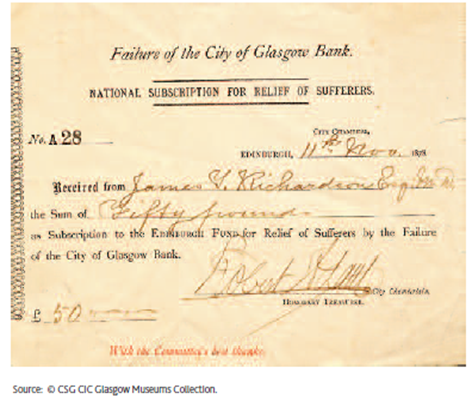 Failure of the City of Glasgow Bank.
NATIONAL SUBSCRIPTION FOR RELIEF OF SUFFERERS.
CITY CHAMBERS,
No. A 28
EDINBURGH, 11th Nov. 1878
Received from James T. Richardson Esq
the Sum of Fifty pounds
as Subscription to the EDINBURGH FUND for Relief of Sufferers by the Failure
of the City of Glasgow Bank.
Robert
City Chamberlain.
HONORARY TREASURER.
£ 50
With the Committee's best thanks.
Source: © CSG CIC Glasgow Museums Collection.